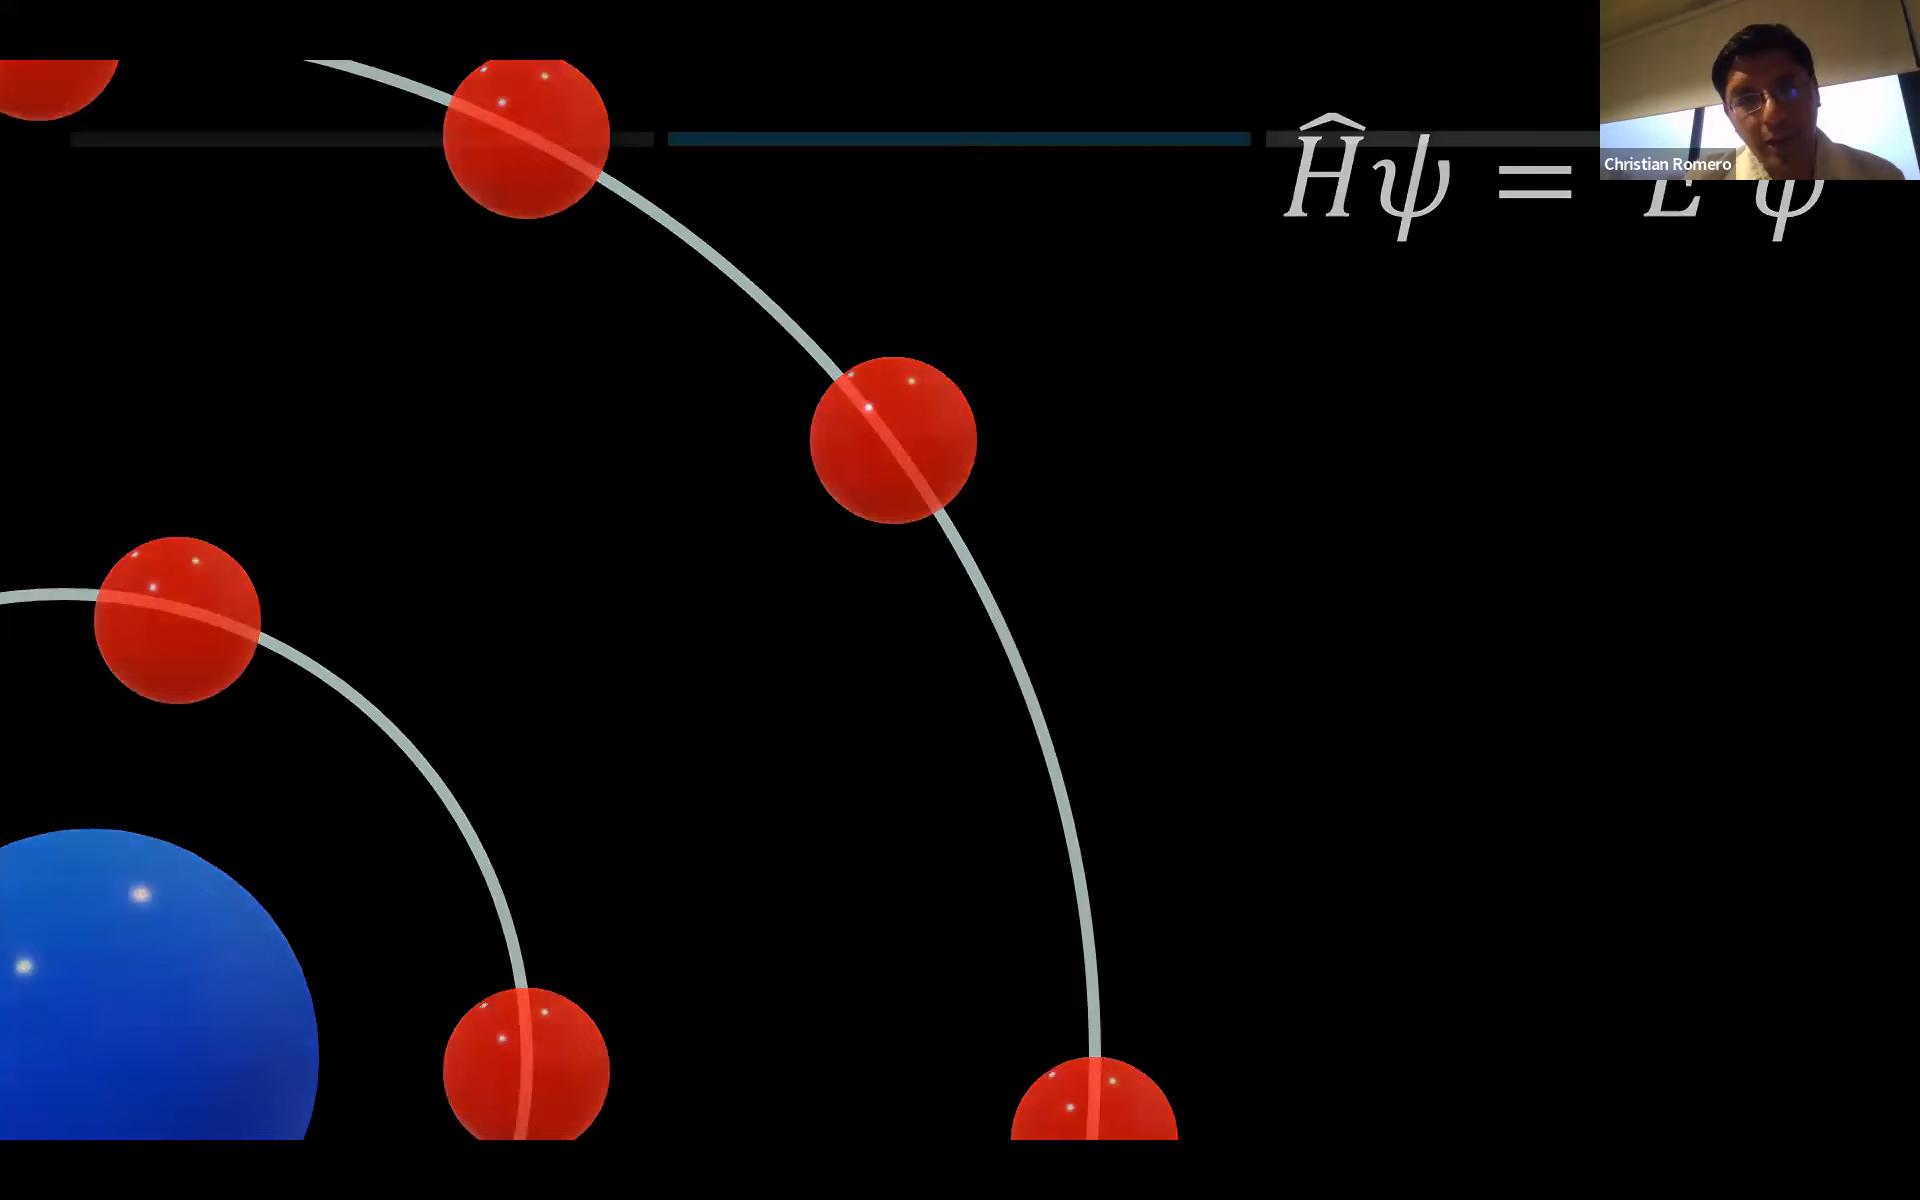 Ĥψ = E ψ
Christian Romero